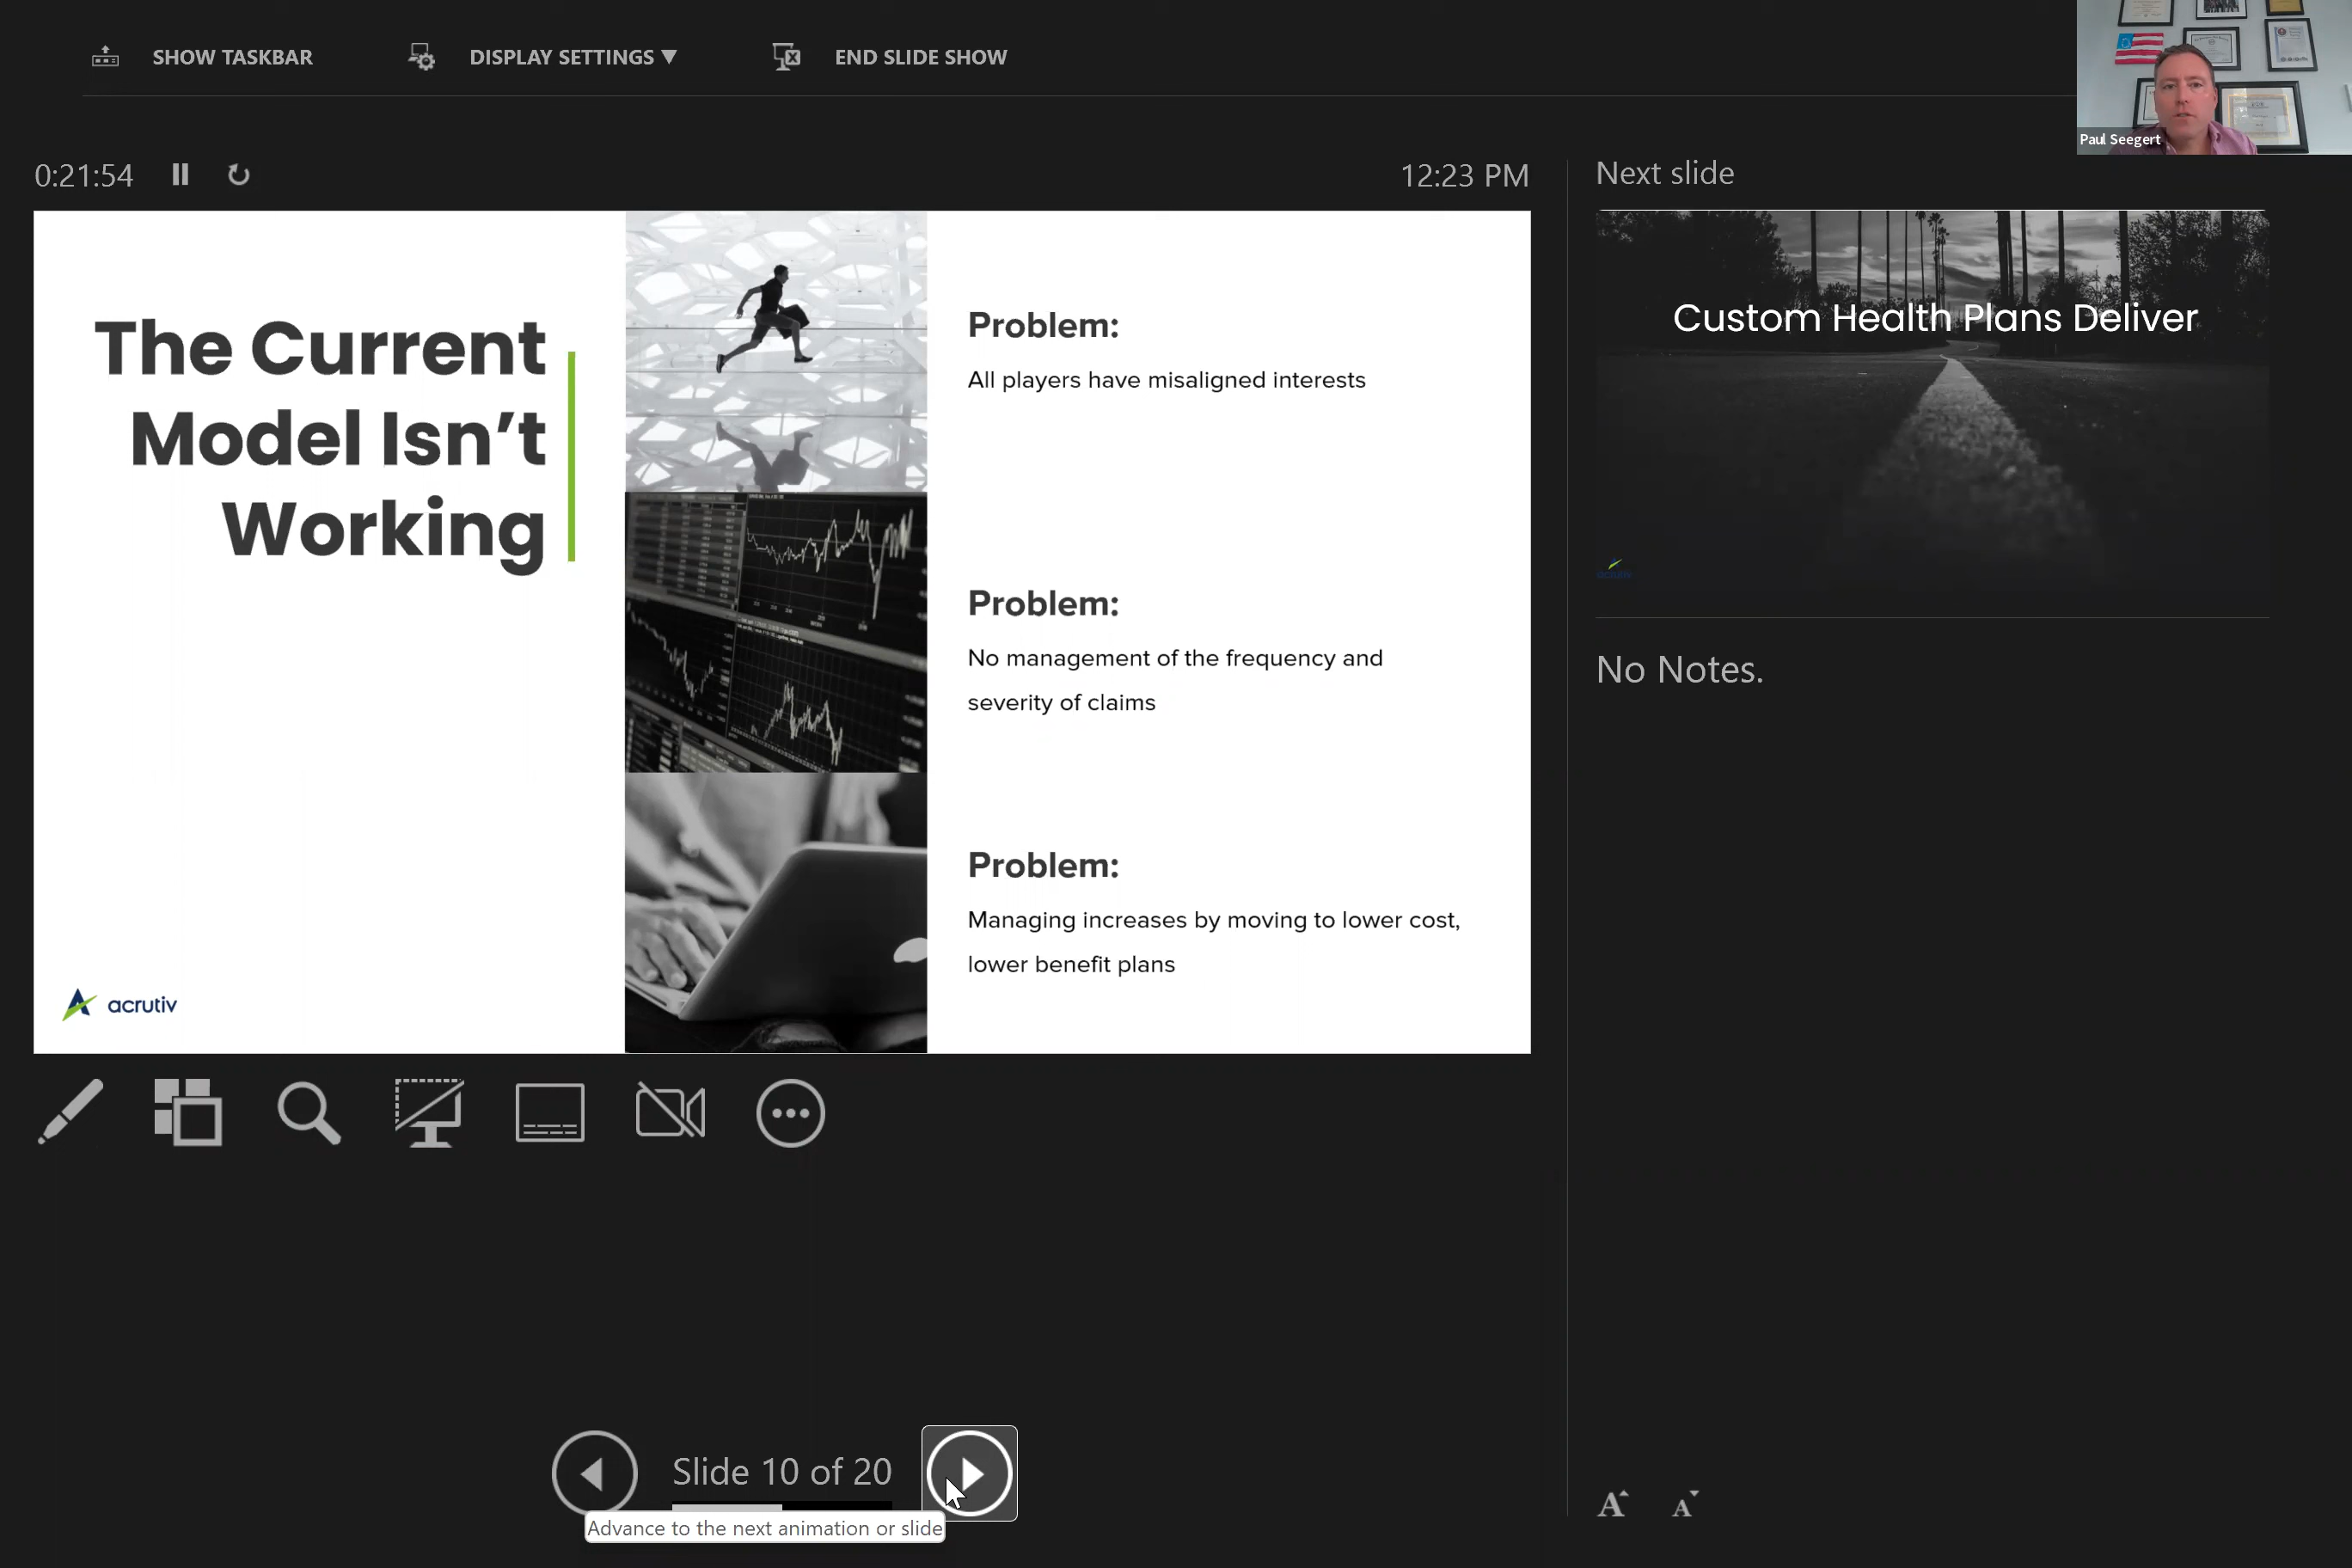 SHOW TASKBAR
DISPLAY SETTINGS ▼
END SLIDE SHOW
Paul Seegert
0:21:54
12:23 PM
Next slide
The Current
Model Isn't
Working
acrutiv
Problem:
All players have misaligned interests
Problem:
No management of the frequency and
severity of claims
Problem:
Managing increases by moving to lower cost,
lower benefit plans
Custom Health Plans Deliver
acrutiv
No Notes.
Slide 10 of 20
Advance to the next animation or slide
A A